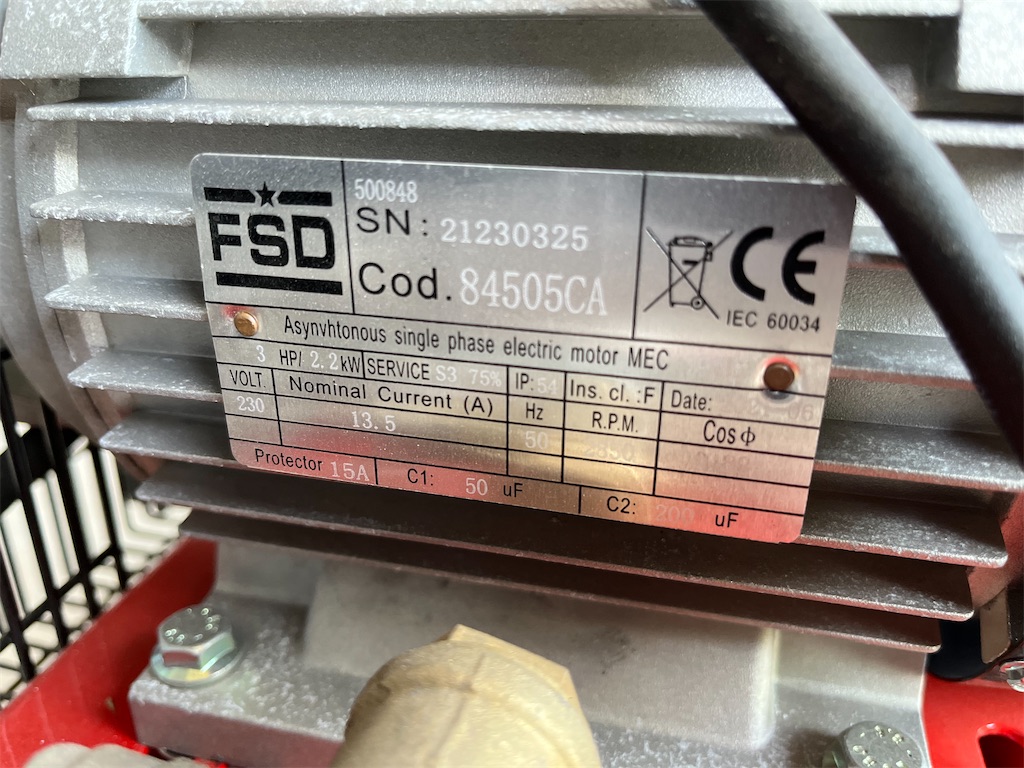 FSD
500848
SN: 21230325
Cod. 84505CA
CE
IEC 60034
Asynvhtonous single phase electric motor MEC
3 HP/ 2.2 kW SERVICE S3 75% IP: 54 Ins. cl. :F Date:
VOLT. Nominal Current (A) Hz R.P.M. Cosφ
230 13.5 50
Protector 15A C1: 50 uF C2: 200 uF